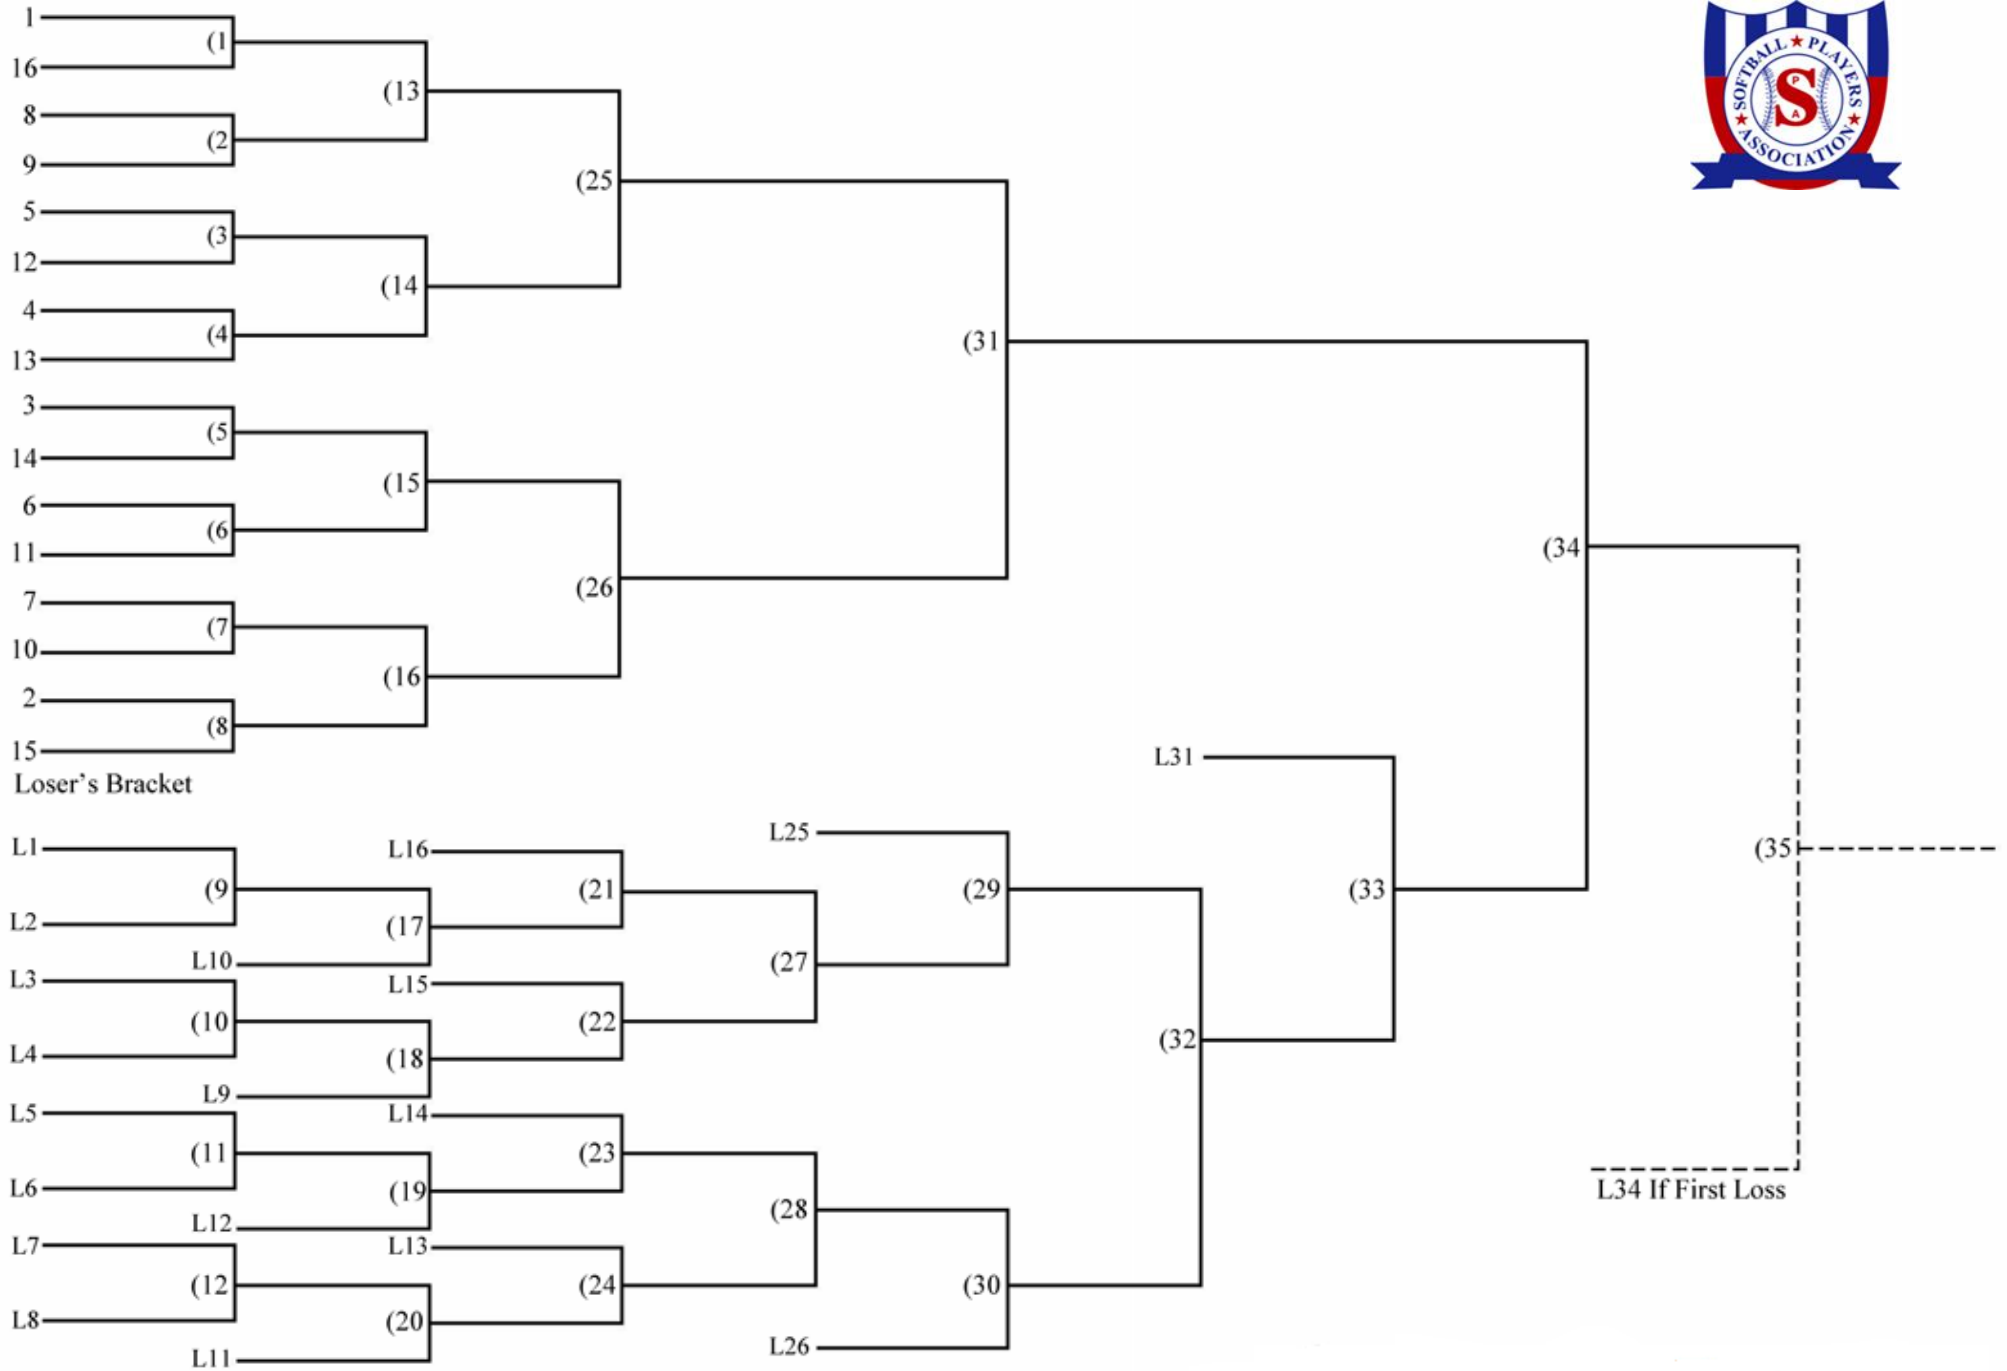 1
(1
16
(13
8
(2
9
(25
5
(3
12
(14
4
(4
13
(31
3
(5
14
(15
6
(6
11
(34
(26
7
(7
10
(16
2
(8
15
Loser's Bracket
L31
L1
L16
L25
(35
(9
(21
(29
(33
L2
(17
L10
(27
L3
L15
(10
(22
(32
L4
(18
L9
L5
L14
(11
(23
L6
(19
L34 If First Loss
(28
L12
L7
L13
(12
(24
(30
L8
(20
L26
L11
SOFTBALL ★ PLAYERS ★ ASSOCIATION ★
P
S
A